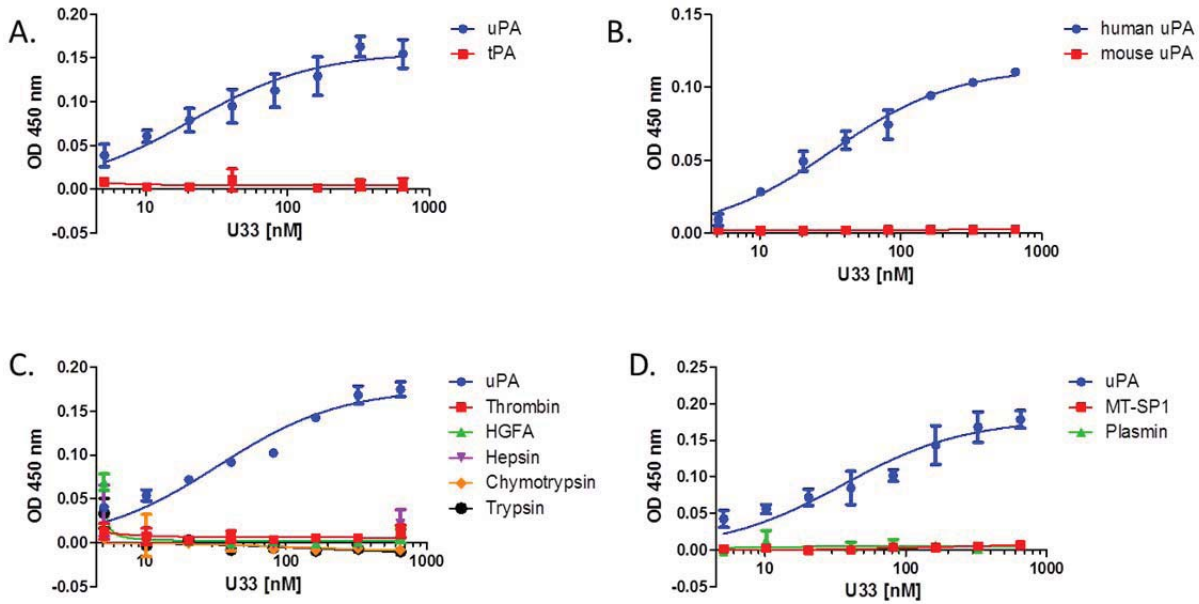 A.
0.20
0.15
0.10
0.05
0.00
-0.05
OD 450 nm
10
100
1000
U33 [nM]
uPA
tPA
B.
0.15
0.10
0.05
0.00
OD 450 nm
10
100
1000
U33 [nM]
human uPA
mouse uPA
C.
0.20
0.15
0.10
0.05
0.00
-0.05
OD 450 nm
10
100
1000
U33 [nM]
uPA
Thrombin
HGFA
Hepsin
Chymotrypsin
Trypsin
D.
0.20
0.15
0.10
0.05
0.00
-0.05
OD 450 nm
10
100
1000
U33 [nM]
uPA
MT-SP1
Plasmin